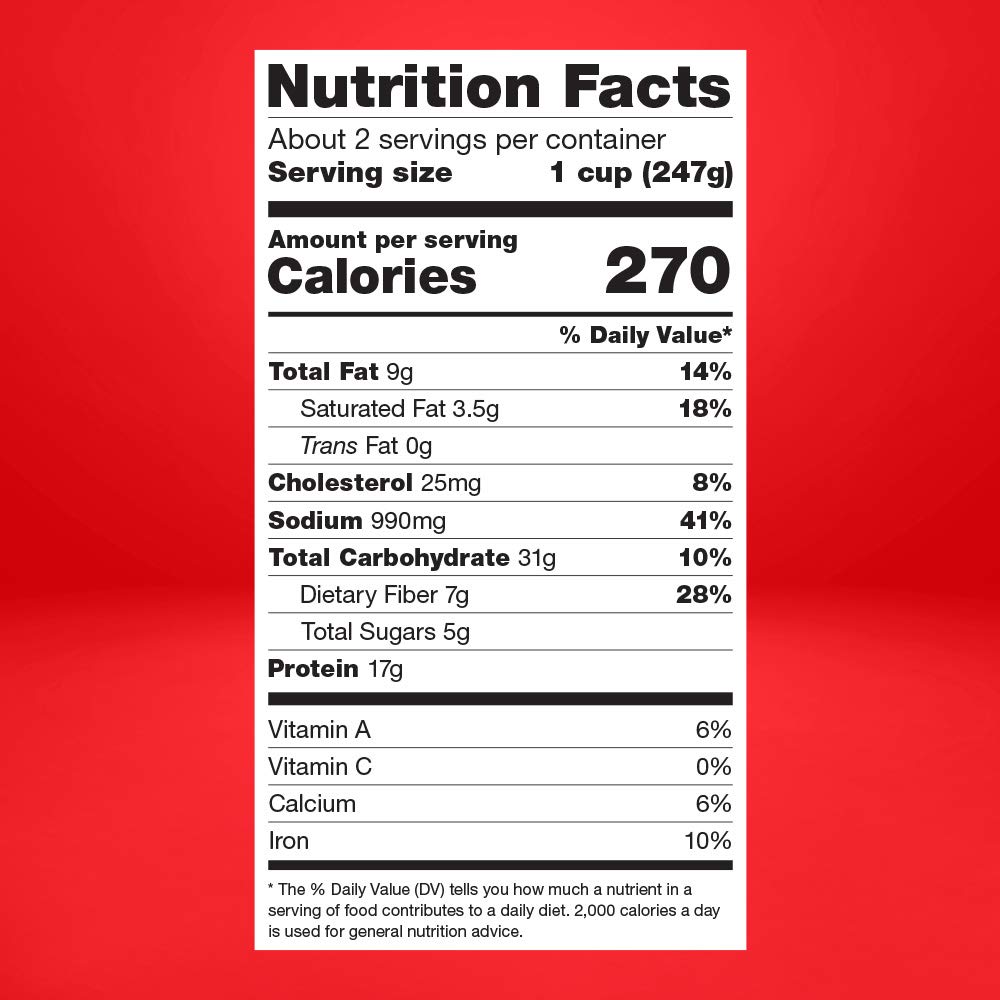 Nutrition Facts
About 2 servings per container
Serving size 1 cup (247g)
Amount per serving
Calories 270
% Daily Value*
Total Fat 9g 14%
Saturated Fat 3.5g 18%
Trans Fat 0g
Cholesterol 25mg 8%
Sodium 990mg 41%
Total Carbohydrate 31g 10%
Dietary Fiber 7g 28%
Total Sugars 5g
Protein 17g
Vitamin A 6%
Vitamin C 0%
Calcium 6%
Iron 10%
* The % Daily Value (DV) tells you how much a nutrient in a
serving of food contributes to a daily diet. 2,000 calories a day
is used for general nutrition advice.